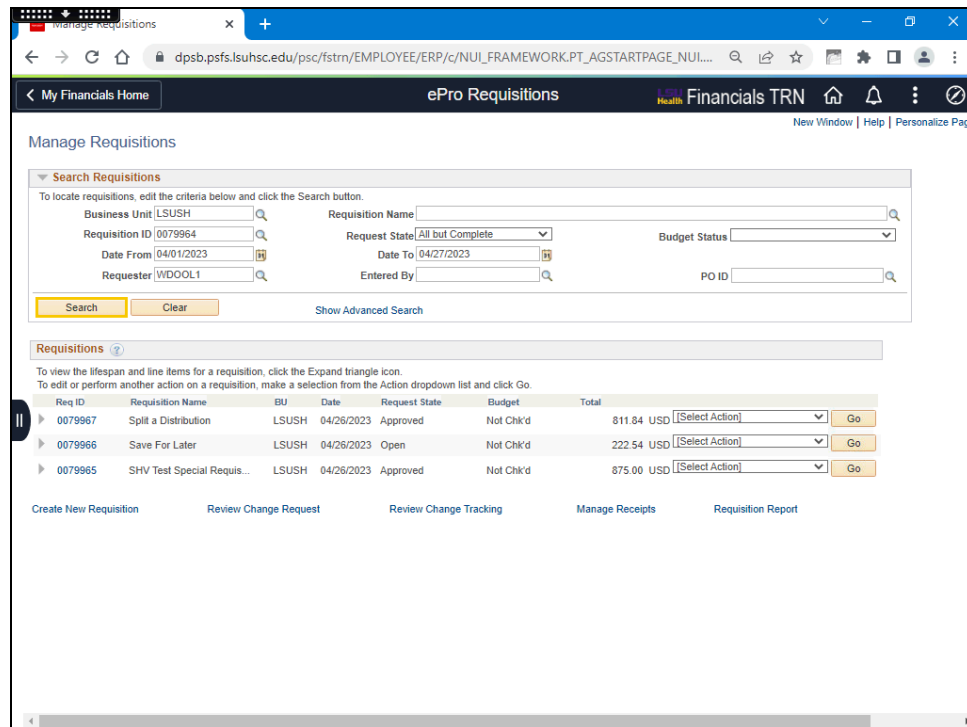 Manage Requisitions
dpsb.psfs.lsuhsc.edu/psc/fstrn/EMPLOYEE/ERP/c/NUI_FRAMEWORK.PT_AGSTARTPAGE_NUI....
My Financials Home ePro Requisitions LSU Health Financials TRN
New Window | Help | Personalize Pag
Manage Requisitions
Search Requisitions
To locate requisitions, edit the criteria below and click the Search button.
Business Unit LSUSH Requisition Name
Requisition ID 0079964 Request State All but Complete Budget Status
Date From 04/01/2023 Date To 04/27/2023
Requester WDOOL1 Entered By PO ID
Search Clear Show Advanced Search
Requisitions ?
To view the lifespan and line items for a requisition, click the Expand triangle icon.
To edit or perform another action on a requisition, make a selection from the Action dropdown list and click Go.
Req ID Requisition Name BU Date Request State Budget Total
0079967 Split a Distribution LSUSH 04/26/2023 Approved Not Chk'd 811.84 USD [Select Action] Go
0079966 Save For Later LSUSH 04/26/2023 Open Not Chk'd 222.54 USD [Select Action] Go
0079965 SHV Test Special Requis... LSUSH 04/26/2023 Approved Not Chk'd 875.00 USD [Select Action] Go
Create New Requisition Review Change Request Review Change Tracking Manage Receipts Requisition Report